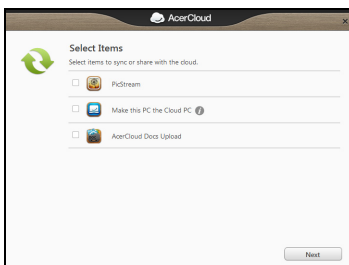 AcerCloud
Select Items
Select items to sync or share with the cloud.
PicStream
Make this PC the Cloud PC
AcerCloud Docs Upload
Next